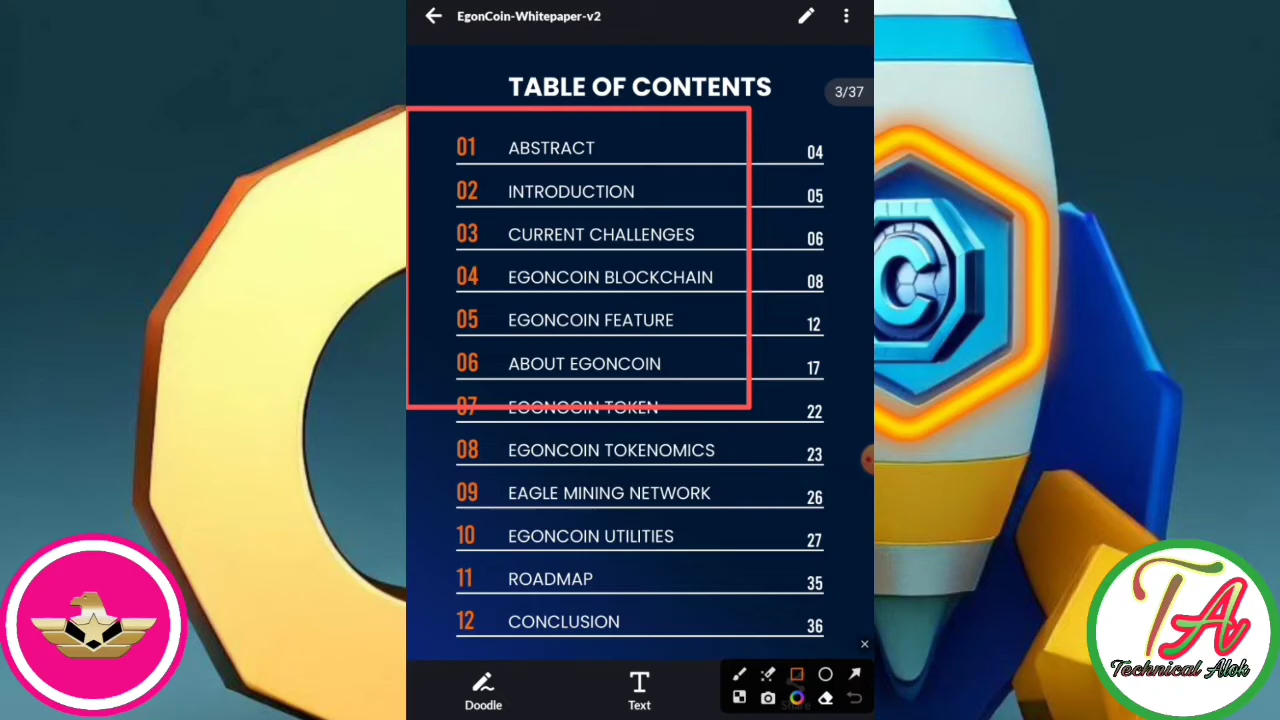 EgonCoin-Whitepaper-v2
TABLE OF CONTENTS
3/37
01 ABSTRACT 04
02 INTRODUCTION 05
03 CURRENT CHALLENGES 06
04 EGONCOIN BLOCKCHAIN 08
05 EGONCOIN FEATURE 12
06 ABOUT EGONCOIN 17
07 EGONCOIN TOKEN 22
08 EGONCOIN TOKENOMICS 23
09 EAGLE MINING NETWORK 26
10 EGONCOIN UTILITIES 27
11 ROADMAP 35
12 CONCLUSION 36
Doodle
Text
Share
C
TA
Technical Alok